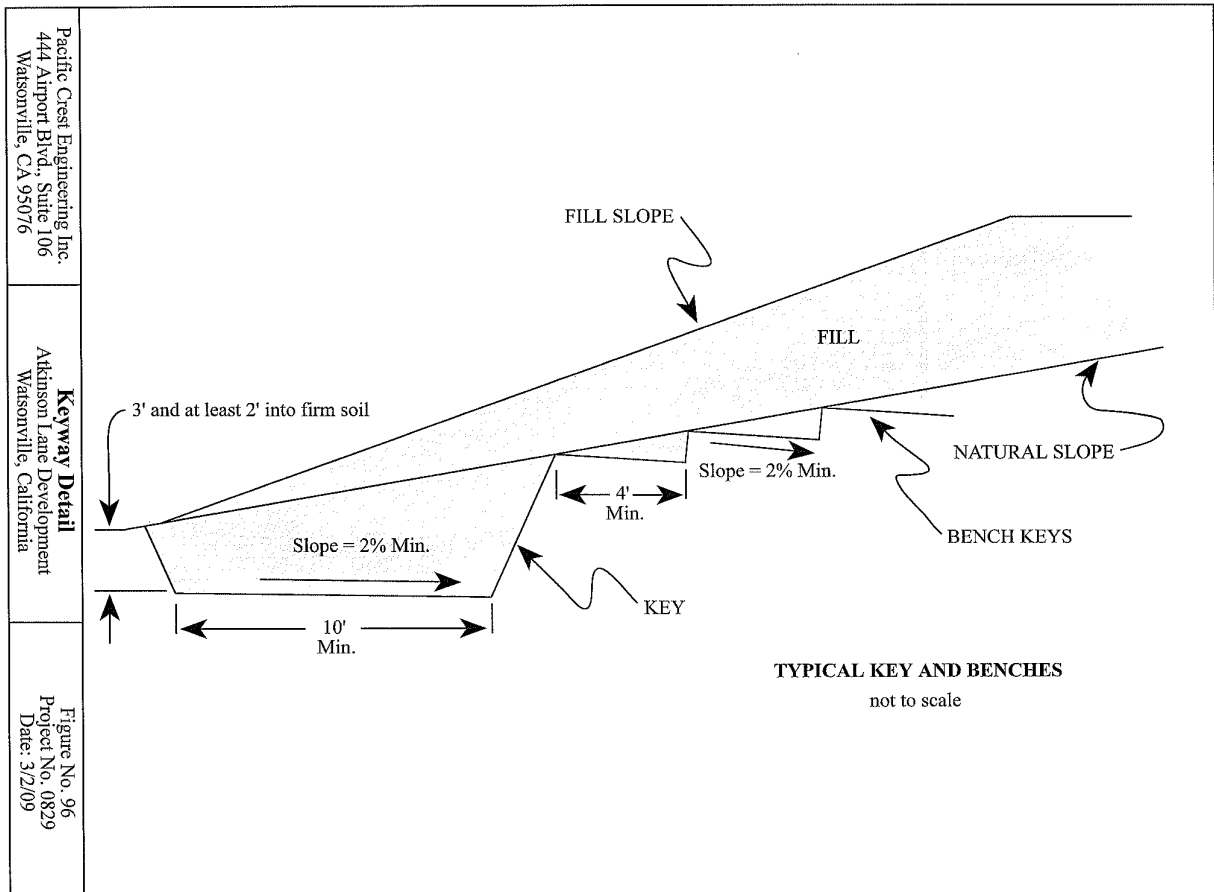 Pacific Crest Engineering Inc.
444 Airport Blvd., Suite 106
Watsonville, CA 95076
Keyway Detail
Atkinson Lane Development
Watsonville, California
Figure No. 96
Project No. 0829
Date: 3/2/09
FILL SLOPE
FILL
3' and at least 2' into firm soil
NATURAL SLOPE
Slope = 2% Min.
4'
Min.
BENCH KEYS
Slope = 2% Min.
KEY
10'
Min.
TYPICAL KEY AND BENCHES
not to scale